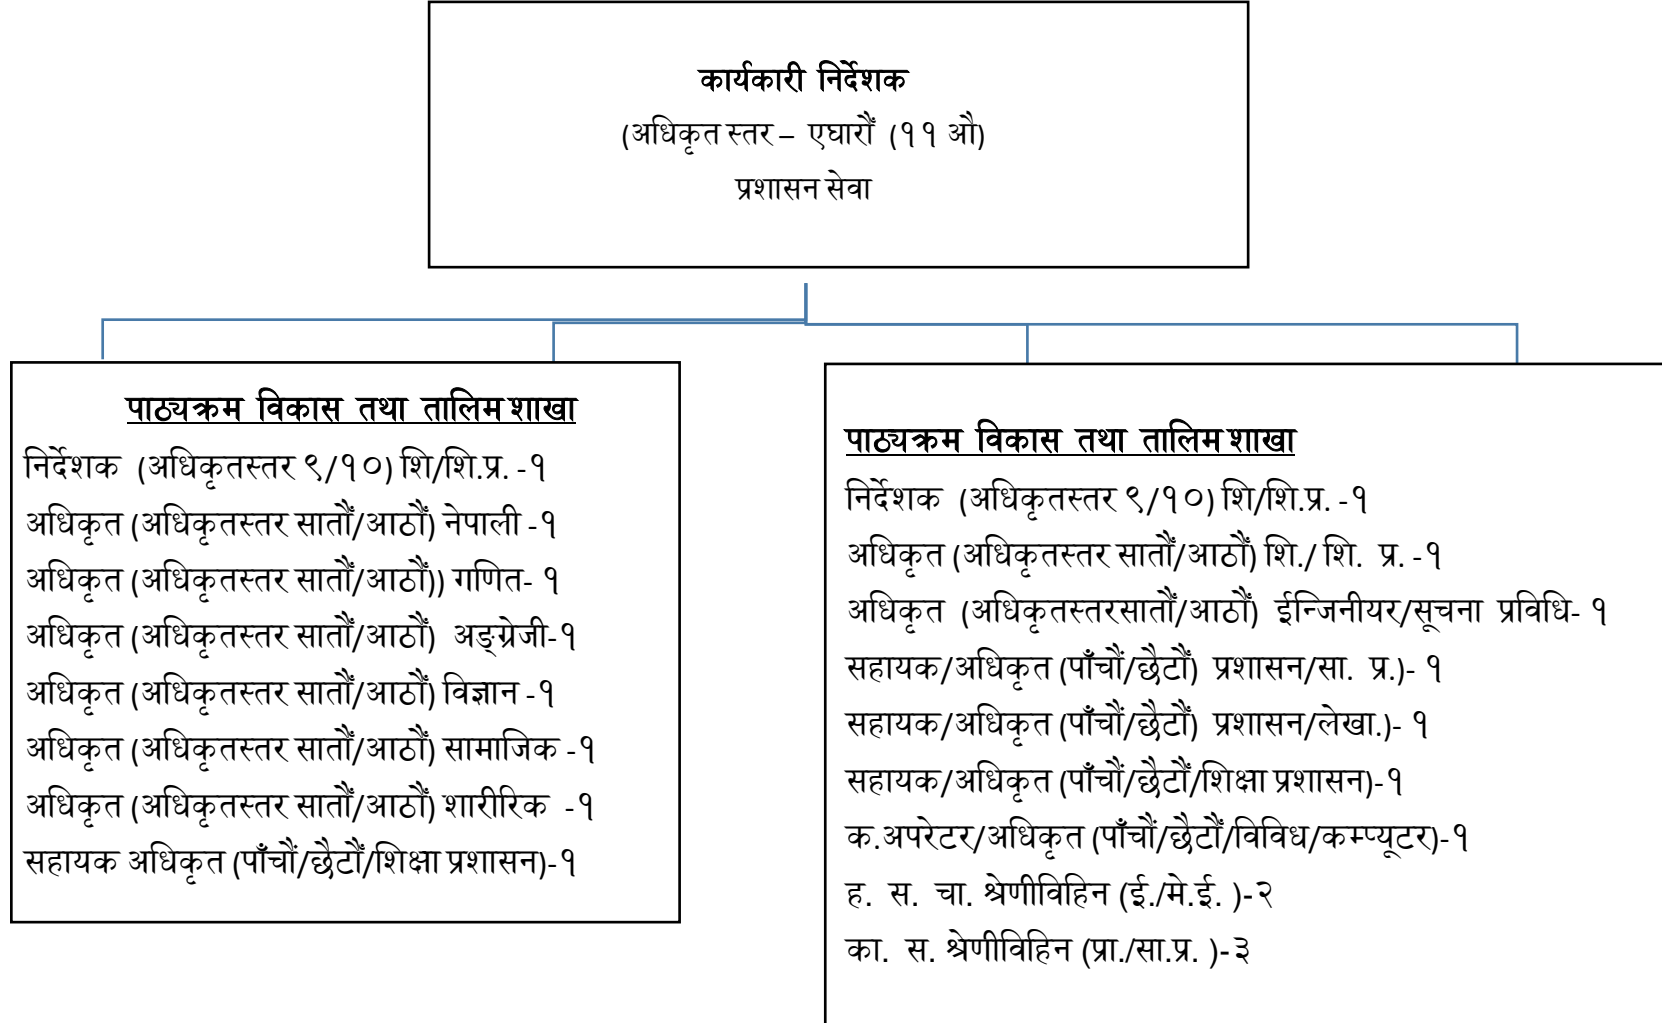 कार्यकारी निर्देशक
(अधिकृत स्तर – एघारौँ (११ औ)
प्रशासन सेवा
पाठ्यक्रम विकास तथा तालिम शाखा
निर्देशक (अधिकृतस्तर ९/१०) शि/शि.प्र. -१
अधिकृत (अधिकृतस्तर सातौँ/आठौँ) नेपाली -१
अधिकृत (अधिकृतस्तर सातौँ/आठौँ)) गणित- १
अधिकृत (अधिकृतस्तर सातौँ/आठौँ) अङ्ग्रेजी-१
अधिकृत (अधिकृतस्तर सातौँ/आठौँ) विज्ञान -१
अधिकृत (अधिकृतस्तर सातौँ/आठौँ) सामाजिक -१
अधिकृत (अधिकृतस्तर सातौँ/आठौँ) शारीरिक -१
सहायक अधिकृत (पाँचौं/छैटौँ/शिक्षा प्रशासन)-१
पाठ्यक्रम विकास तथा तालिम शाखा
निर्देशक (अधिकृतस्तर ९/१०) शि/शि.प्र. -१
अधिकृत (अधिकृतस्तर सातौँ/आठौँ) शि./ शि. प्र. -१
अधिकृत (अधिकृतस्तरसातौँ/आठौँ) ईन्जिनीयर/सूचना प्रविधि- १
सहायक/अधिकृत (पाँचौं/छैटौँ) प्रशासन/सा. प्र.)- १
सहायक/अधिकृत (पाँचौं/छैटौँ) प्रशासन/लेखा.)- १
सहायक/अधिकृत (पाँचौं/छैटौँ/शिक्षा प्रशासन)-१
क.अपरेटर/अधिकृत (पाँचौं/छैटौँ/विविध/कम्प्यूटर)-१
ह. स. चा. श्रेणीविहिन (ई./मे.ई. )-२
का. स. श्रेणीविहिन (प्रा./सा.प्र. )-३